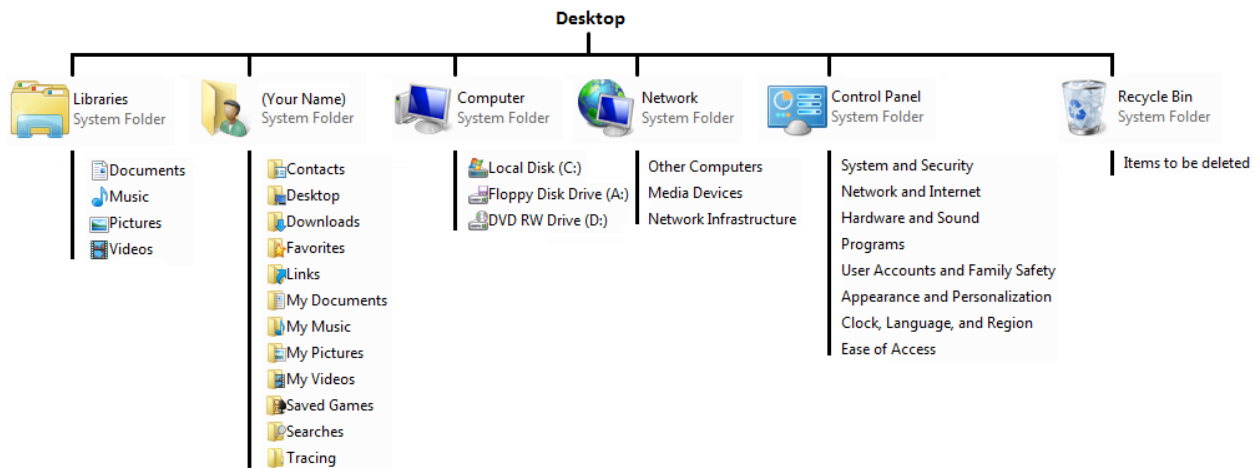 Desktop
Libraries
System Folder
Documents
Music
Pictures
Videos
(Your Name)
System Folder
Contacts
Desktop
Downloads
Favorites
Links
My Documents
My Music
My Pictures
My Videos
Saved Games
Searches
Tracing
Computer
System Folder
Local Disk (C:)
Floppy Disk Drive (A:)
DVD RW Drive (D:)
Network
System Folder
Other Computers
Media Devices
Network Infrastructure
Control Panel
System Folder
System and Security
Network and Internet
Hardware and Sound
Programs
User Accounts and Family Safety
Appearance and Personalization
Clock, Language, and Region
Ease of Access
Recycle Bin
System Folder
Items to be deleted